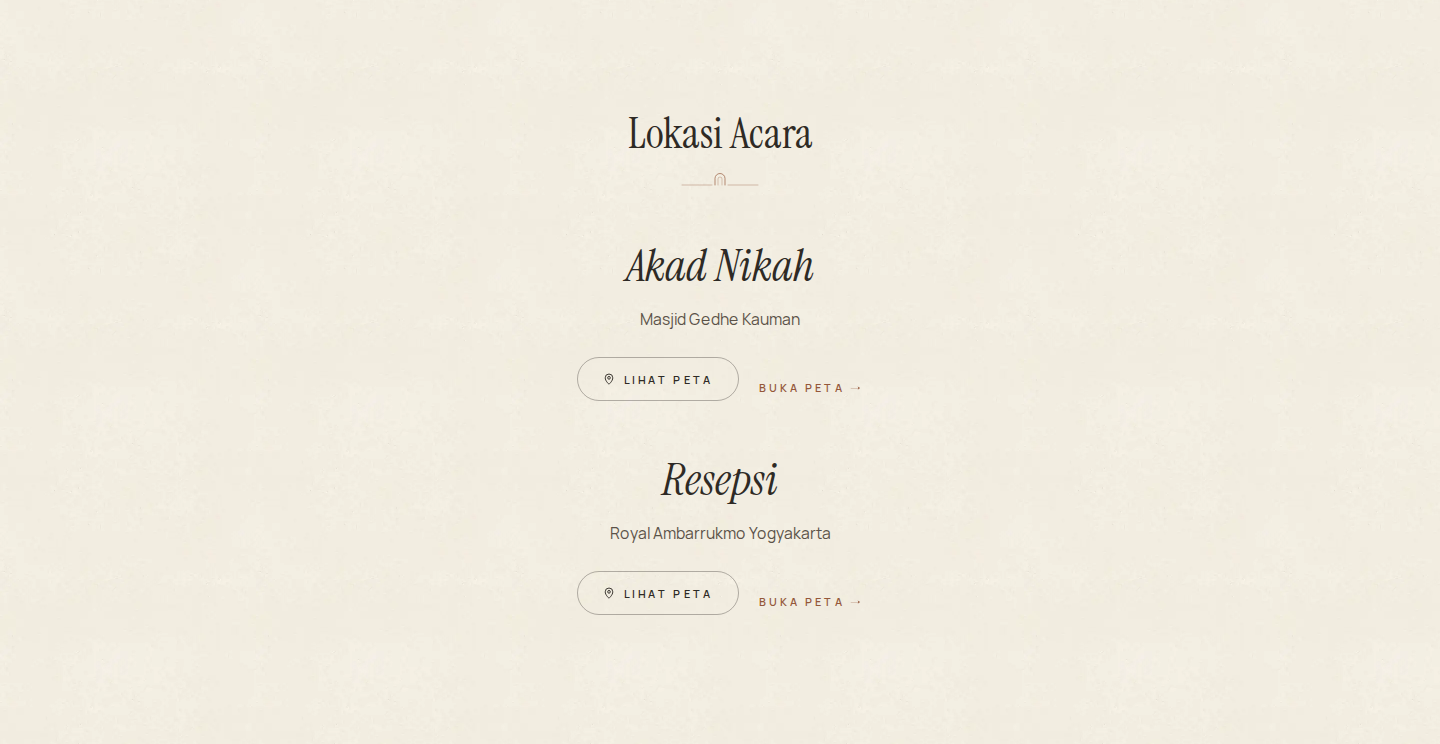 Lokasi Acara
Akad Nikah
Masjid Gedhe Kauman
LIHAT PETA
BUKA PETA →
Resepsi
Royal Ambarrukmo Yogyakarta
LIHAT PETA
BUKA PETA →